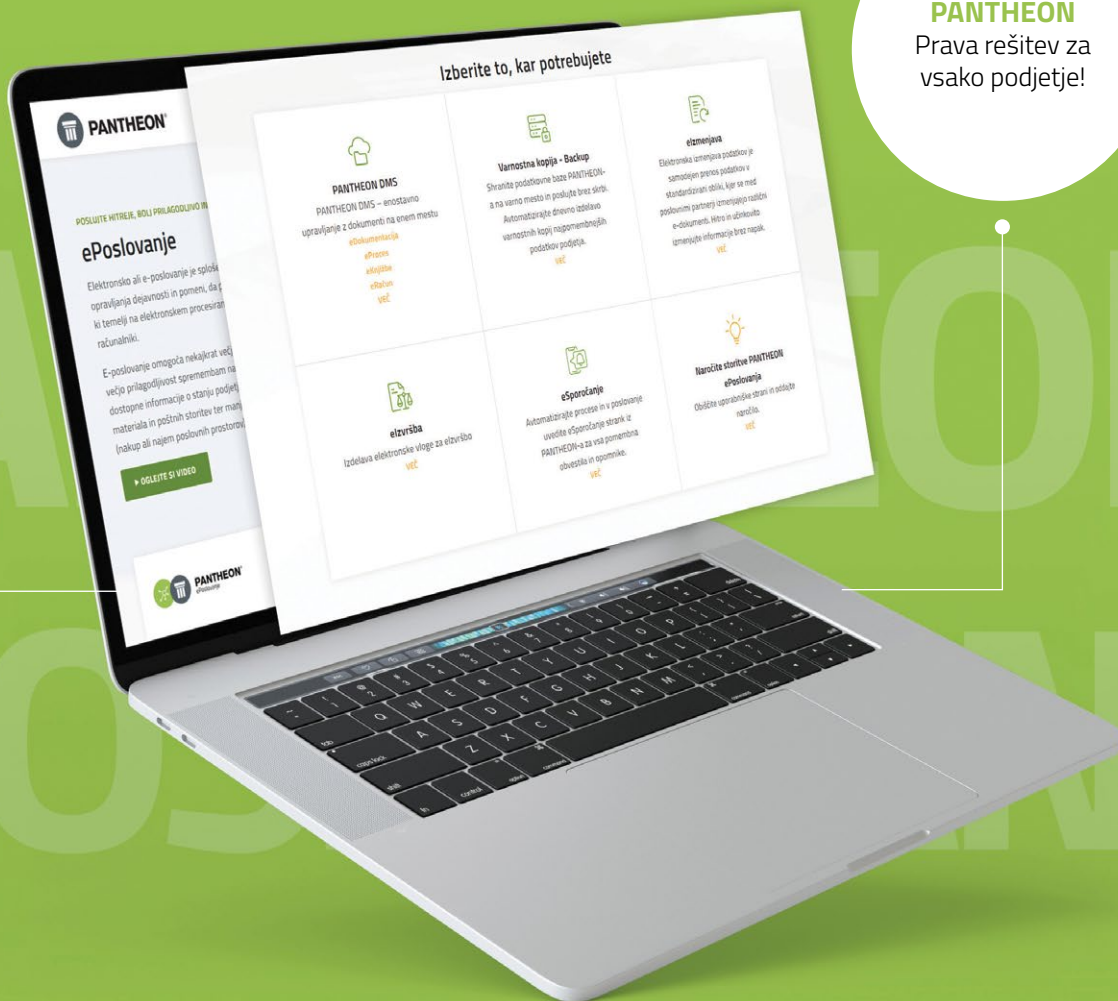 PANTHEON
Prava rešitev za
vsako podjetje!
PANTHEON
POSLUJTE HITREJE, BOLJ PRILAGODLJIVO IN
ePoslovanje
Elektronsko ali e-poslovanje je
opravljanja dejavnosti in pomeni, da
ki temelji na elektronskem
računalniki.
E-poslovanje omogoča nekajkrat
večjo prilagodljivost spremembam na
dostopne informacije o stanju
materiala in poštnih storitev ter
(nakup ali najem poslovnih prostorov,
OGLEJTE SI VIDEO
PANTHEON
ePoslovanje
Izberite to, kar potrebujete
PANTHEON DMS
PANTHEON DMS – enostavno
upravljanje z dokumenti na enem mestu
eDokumentacija
eProces
eKnjižbe
eRačun
VEČ
Varnostna kopija - Backup
Shranite podatkovne baze PANTHEON-
a na varno mesto in poslujte brez skrbi.
Avtomatizirajte dnevno izdelavo
varnostnih kopij najpomembnejših
podatkov podjetja.
VEČ
eIzmenjava
Elektronska izmenjava podatkov je
samodejen prenos podatkov v
standardizirani obliki, kjer se med
poslovnimi partnerji izmenjujejo različni
e-dokumenti. Hitro in učinkovito
izmenjujte informacije brez napak.
VEČ
eIzvršba
Izdelava elektronske vloge za eIzvršbo
VEČ
eSporočanje
Avtomatizirajte procese in v poslovanje
uvedite eSporočanje strank iz
PANTHEON-a za vsa pomembna
obvestila in opomnike.
VEČ
Naročite storitve PANTHEON
ePoslovanja
Obiščite uporabniške strani in oddajte
naročilo.
VEČ